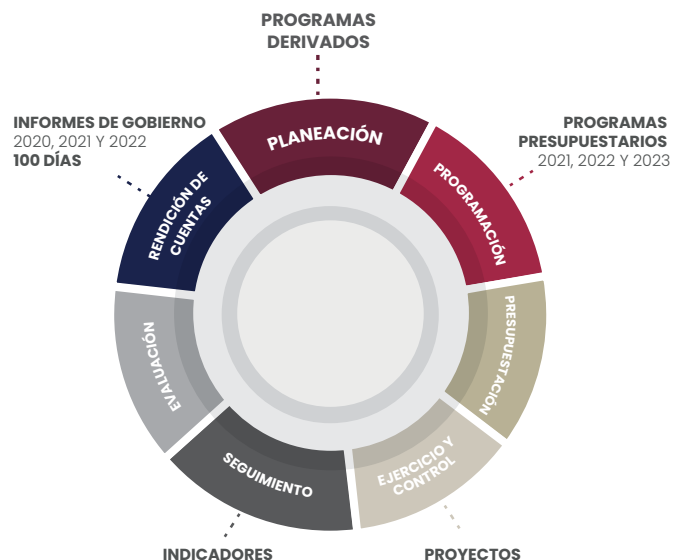 PROGRAMAS
DERIVADOS
INFORMES DE GOBIERNO
2020, 2021 Y 2022
100 DÍAS
PROGRAMAS
PRESUPUESTARIOS
2021, 2022 Y 2023
PLANEACIÓN
PROGRAMACIÓN
PRESUPUESTACIÓN
EJERCICIO Y
CONTROL
SEGUIMIENTO
EVALUACIÓN
RENDICIÓN DE
CUENTAS
INDICADORES
PROYECTOS